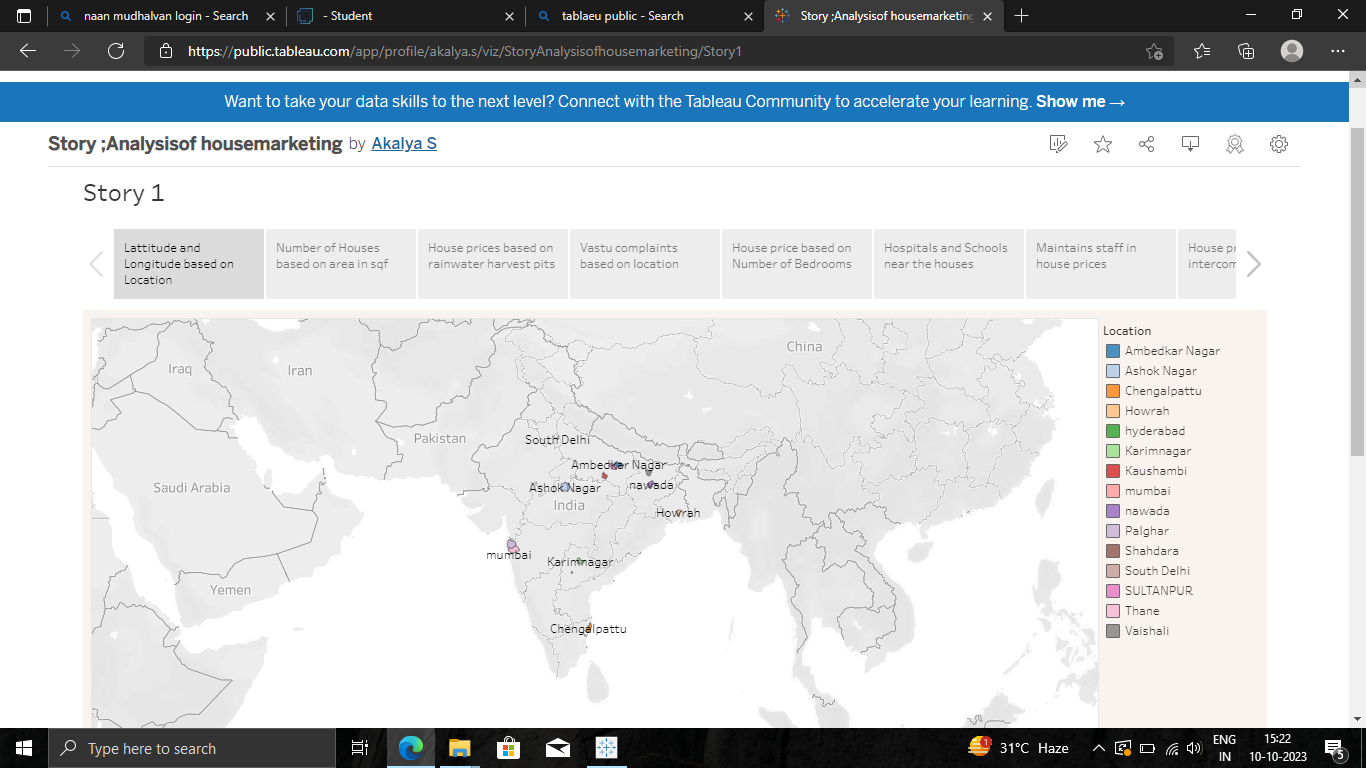 naan mudhalvan login - Search
- Student
tablaeu public - Search
Story ;Analysisof housemarketing
https://public.tableau.com/app/profile/akalya.s/viz/StoryAnalysisofhousemarketing/Story1
Want to take your data skills to the next level? Connect with the Tableau Community to accelerate your learning. Show me →
Story ;Analysisof housemarketing by Akalya S
Story 1
Lattitude and
Longitude based on
Location
Number of Houses
based on area in sqf
House prices based on
rainwater harvest pits
Vastu complaints
based on location
House price based on
Number of Bedrooms
Hospitals and Schools
near the houses
Maintains staff in
house prices
House pr
intercom
China
Iraq
Iran
Pakistan
South Delhi
Ambedkar Nagar
Saudi Arabia
Ashok Nagar
nawada
India
Howrah
mumbai
Karimnagar
Yemen
Chengalpattu
Location
Ambedkar Nagar
Ashok Nagar
Chengalpattu
Howrah
hyderabad
Karimnagar
Kaushambi
mumbai
nawada
Palghar
Shahdara
South Delhi
SULTANPUR
Thane
Vaishali
Type here to search
1
31°C Haze
ENG
IN
15:22
10-10-2023
5